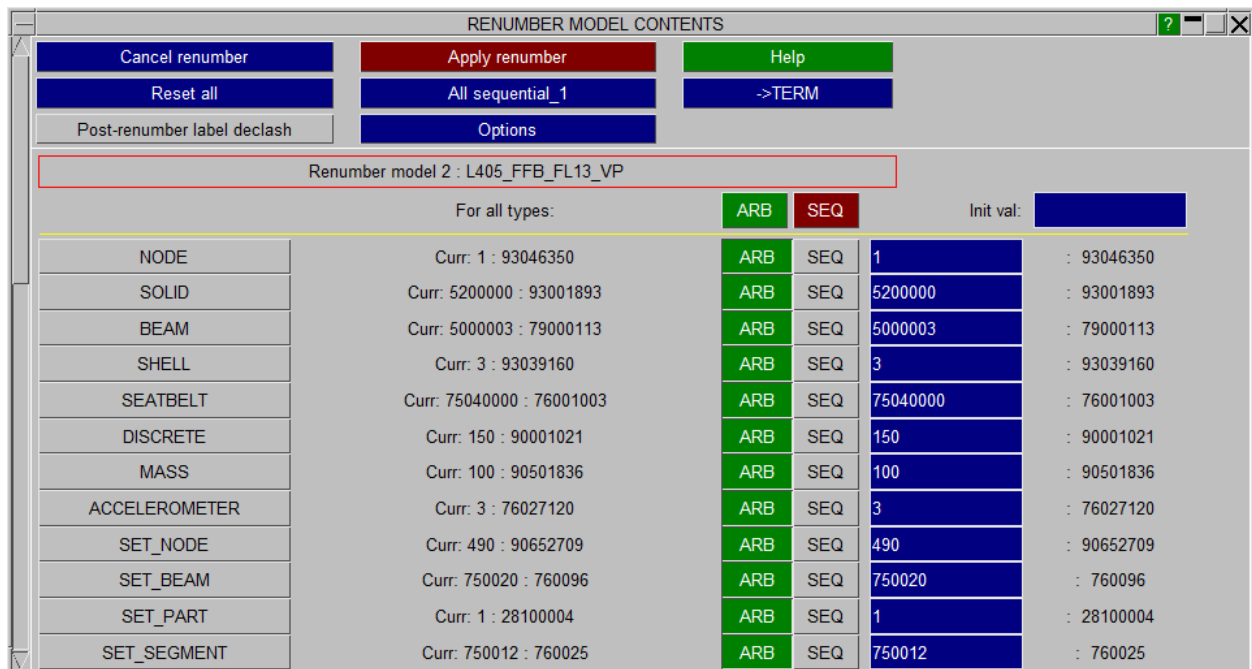 RENUMBER MODEL CONTENTS ?
Cancel renumber Apply renumber Help
Reset all All sequential_1 ->TERM
Post-renumber label declash Options
Renumber model 2 : L405_FFB_FL13_VP
For all types: ARB SEQ Init val:
NODE Curr: 1 : 93046350 ARB SEQ 1 : 93046350
SOLID Curr: 5200000 : 93001893 ARB SEQ 5200000 : 93001893
BEAM Curr: 5000003 : 79000113 ARB SEQ 5000003 : 79000113
SHELL Curr: 3 : 93039160 ARB SEQ 3 : 93039160
SEATBELT Curr: 75040000 : 76001003 ARB SEQ 75040000 : 76001003
DISCRETE Curr: 150 : 90001021 ARB SEQ 150 : 90001021
MASS Curr: 100 : 90501836 ARB SEQ 100 : 90501836
ACCELEROMETER Curr: 3 : 76027120 ARB SEQ 3 : 76027120
SET_NODE Curr: 490 : 90652709 ARB SEQ 490 : 90652709
SET_BEAM Curr: 750020 : 760096 ARB SEQ 750020 : 760096
SET_PART Curr: 1 : 28100004 ARB SEQ 1 : 28100004
SET_SEGMENT Curr: 750012 : 760025 ARB SEQ 750012 : 760025